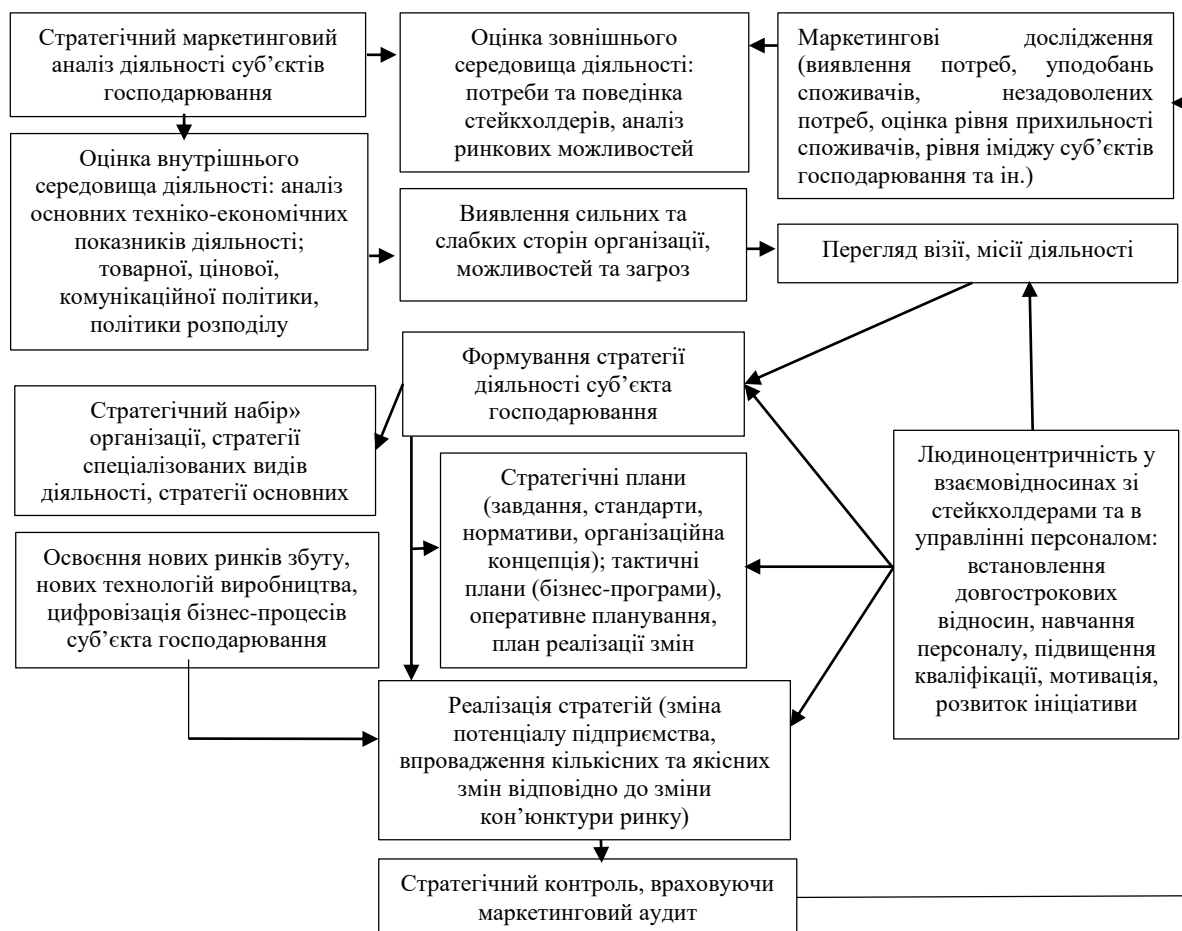 Стратегічний маркетинговий
аналіз діяльності суб’єктів
господарювання
Оцінка зовнішнього
середовища діяльності:
потреби та поведінка
стейкхолдерів, аналіз
ринкових можливостей
Маркетингові дослідження
(виявлення потреб, уподобань
споживачів, незадоволених
потреб, оцінка рівня прихильності
споживачів, рівня іміджу суб’єктів
господарювання та ін.)
Оцінка внутрішнього
середовища діяльності: аналіз
основних техніко-економічних
показників діяльності;
товарної, цінової,
комунікаційної політики,
політики розподілу
Виявлення сильних та
слабких сторін організації,
можливостей та загроз
Перегляд візії, місії діяльності
Формування стратегії
діяльності суб’єкта
господарювання
Стратегічний набір»
організації, стратегії
спеціалізованих видів
діяльності, стратегії основних
Стратегічні плани
(завдання, стандарти,
нормативи, організаційна
концепція); тактичні
плани (бізнес-програми),
оперативне планування,
план реалізації змін
Людиноцентричність у
взаємовідносинах зі
стейкхолдерами та в
управлінні персоналом:
встановлення
довгострокових
відносин, навчання
персоналу, підвищення
кваліфікації, мотивація,
розвиток ініціативи
Освоєння нових ринків збуту,
нових технологій виробництва,
цифровізація бізнес-процесів
суб’єкта господарювання
Реалізація стратегій (зміна
потенціалу підприємства,
впровадження кількісних та якісних
змін відповідно до зміни
кон’юнктури ринку)
Стратегічний контроль, враховуючи
маркетинговий аудит